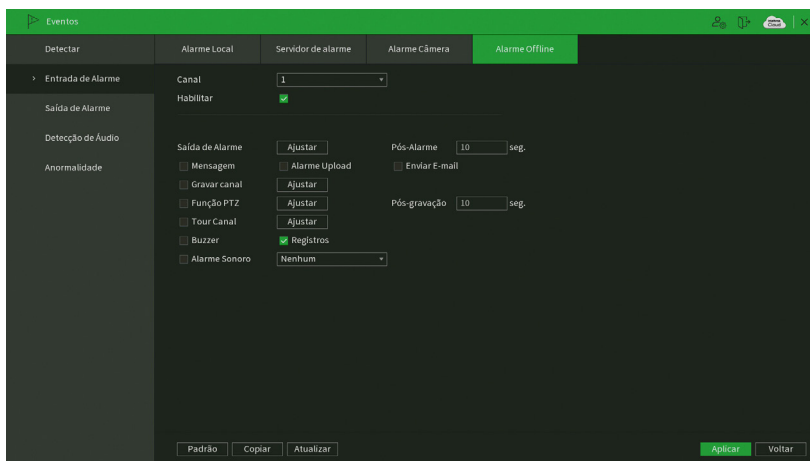 Eventos
Detectar
Alarme Local
Servidor de alarme
Alarme Câmera
Alarme Offline
Entrada de Alarme
Saída de Alarme
Detecção de Áudio
Anormalidade
Canal 1
Habilitar
Saída de Alarme Ajustar Pós-Alarme 10 seg.
Mensagem Alarme Upload Enviar E-mail
Gravar canal Ajustar
Função PTZ Ajustar Pós-gravação 10 seg.
Tour Canal Ajustar
Buzzer Registros
Alarme Sonoro Nenhum
Padrão Copiar Atualizar Aplicar Voltar